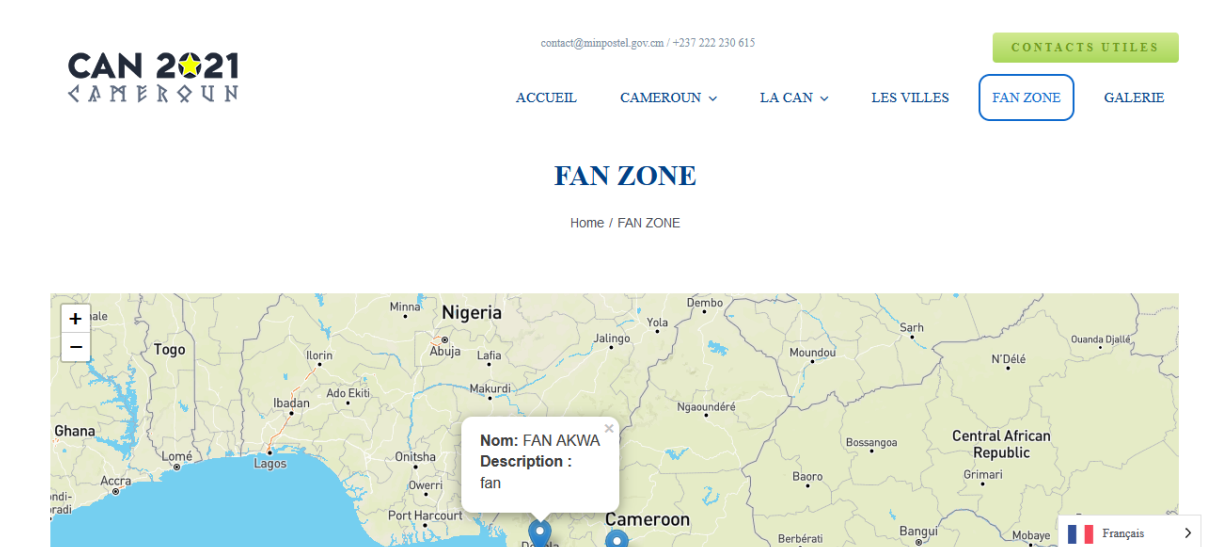 contact@minpostel.gov.cm / +237 222 230 615
CONTACTS UTILES
CAN 2021
CAMEROUN
ACCUEIL CAMEROUN LA CAN LES VILLES FAN ZONE GALERIE
FAN ZONE
Home / FAN ZONE
+
−
Nigeria
Minna
Dembo
Yola
Sarh
Togo
Ilorin
Abuja
Lafia
Jalingo
Moundou
N'Délé
Ouanda Djallé
Ado Ekiti
Ibadan
Makurdi
Ngaoundéré
Ghana
Lomé
Lagos
Onitsha
Nom: FAN AKWA ×
Description :
fan
Bossangoa
Central African
Republic
Grimari
Accra
Owerri
Baoro
Port Harcourt
Cameroon
Berbérati
Bangui
Mobaye
Français